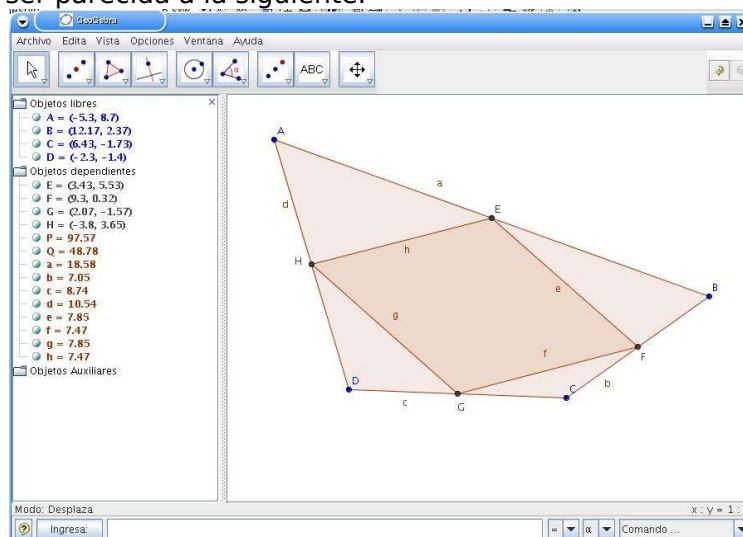 ser parecida a la siguiente:
GeoGebra
Archivo Edita Vista Opciones Ventana Ayuda
ABC
α
Objetos libres
A = (-5.3, 8.7)
B = (12.17, 2.37)
C = (6.43, -1.73)
D = (-2.3, -1.4)
Objetos dependientes
E = (3.43, 5.53)
F = (9.3, 0.32)
G = (2.07, -1.57)
H = (-3.8, 3.65)
P = 97.57
Q = 48.78
a = 18.58
b = 7.05
c = 8.74
d = 10.54
e = 7.85
f = 7.47
g = 7.85
h = 7.47
Objetos Auxiliares
A
a
E
d
h
H
e
B
g
f
F
D
C
b
c
G
Modo: Desplaza
x : y = 1 :
Ingresa:
=
α
Comando ...